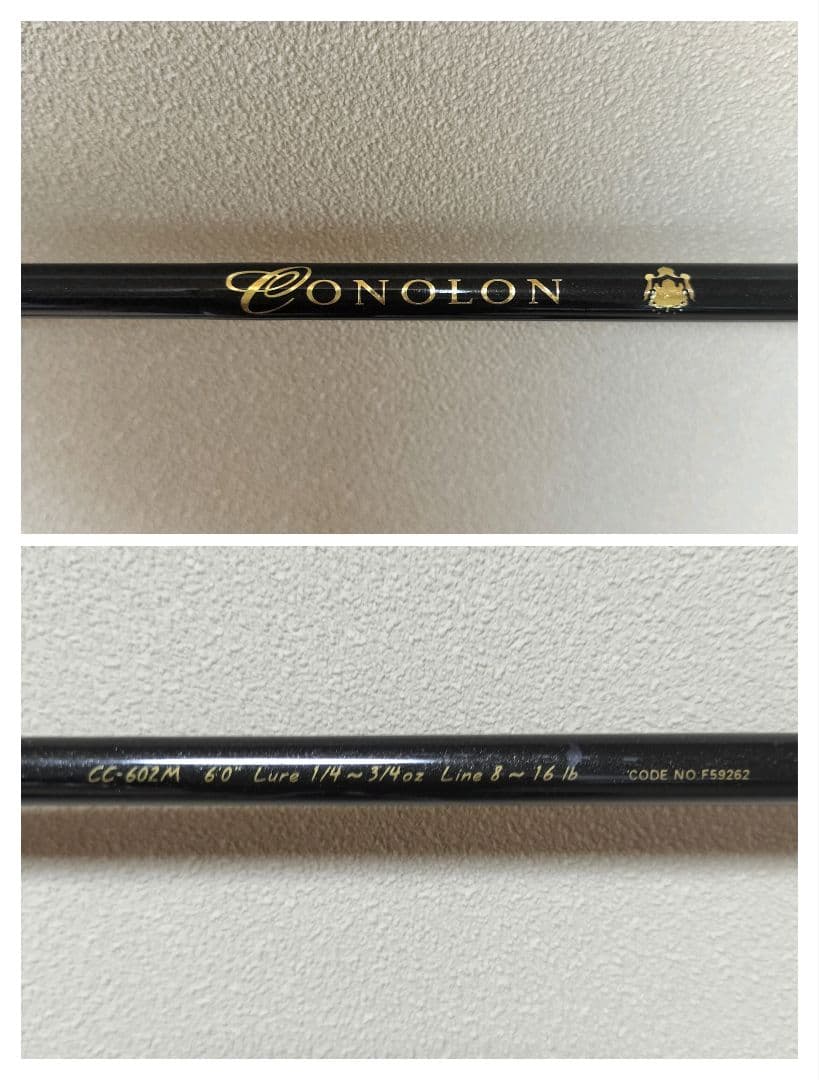 CONOLON
CC-602M 6'0" Lure 1/4~3/4oz Line 8~16 lb CODE NO.F59262